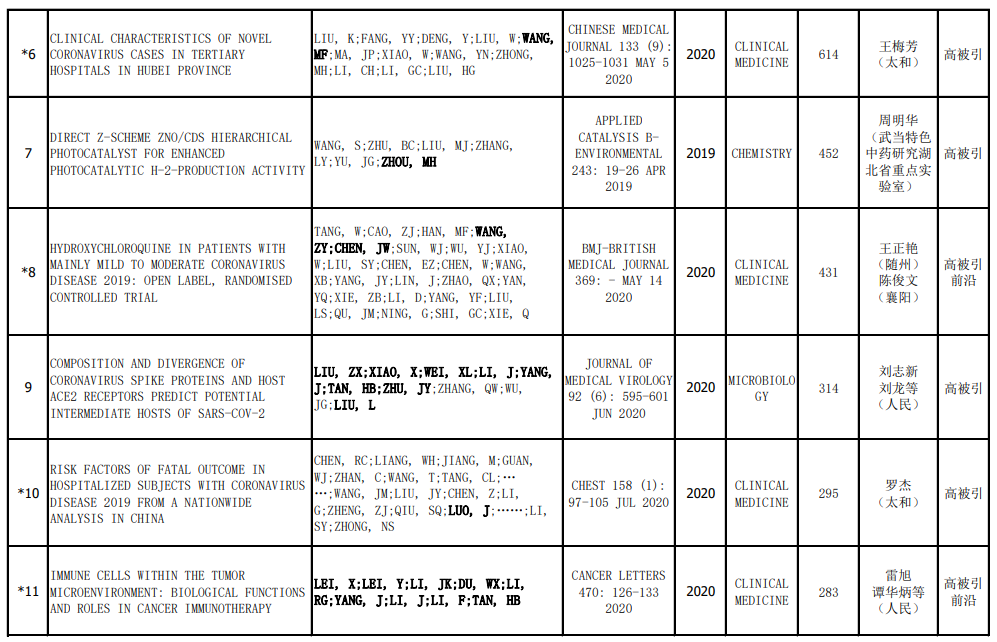 *6
CLINICAL CHARACTERISTICS OF NOVEL
CORONAVIRUS CASES IN TERTIARY
HOSPITALS IN HUBEI PROVINCE
LIU, K;FANG, YY;DENG, Y;LIU, W;WANG,
MF;MA, JP;XIAO, W;WANG, YN;ZHONG,
MH;LI, CH;LI, GC;LIU, HG
CHINESE MEDICAL
JOURNAL 133 (9):
1025-1031 MAY 5
2020
2020
CLINICAL
MEDICINE
614
王梅芳
（太和）
高被引
7
DIRECT Z-SCHEME ZNO/CDS HIERARCHICAL
PHOTOCATALYST FOR ENHANCED
PHOTOCATALYTIC H-2-PRODUCTION ACTIVITY
WANG, S;ZHU, BC;LIU, MJ;ZHANG,
LY;YU, JG;ZHOU, MH
APPLIED
CATALYSIS B-
ENVIRONMENTAL
243: 19-26 APR
2019
2019
CHEMISTRY
452
周明华
（武当特色
中药研究湖
北省重点实
验室）
高被引
*8
HYDROXYCHLOROQUINE IN PATIENTS WITH
MAINLY MILD TO MODERATE CORONAVIRUS
DISEASE 2019: OPEN LABEL, RANDOMISED
CONTROLLED TRIAL
TANG, W;CAO, ZJ;HAN, MF;WANG,
ZY;CHEN, JW;SUN, WJ;WU, YJ;XIAO,
W;LIU, SY;CHEN, EZ;CHEN, W;WANG,
XB;YANG, JY;LIN, J;ZHAO, QX;YAN,
YQ;XIE, ZB;LI, D;YANG, YF;LIU,
LS;QU, JM;NING, G;SHI, GC;XIE, Q
BMJ-BRITISH
MEDICAL JOURNAL
369: - MAY 14
2020
2020
CLINICAL
MEDICINE
431
王正艳
（随州）
陈俊文
（襄阳）
高被引
前沿
9
COMPOSITION AND DIVERGENCE OF
CORONAVIRUS SPIKE PROTEINS AND HOST
ACE2 RECEPTORS PREDICT POTENTIAL
INTERMEDIATE HOSTS OF SARS-COV-2
LIU, ZX;XIAO, X;WEI, XL;LI, J;YANG,
J;TAN, HB;ZHU, JY;ZHANG, QW;WU,
JG;LIU, L
JOURNAL OF
MEDICAL VIROLOGY
92 (6): 595-601
JUN 2020
2020
MICROBIOLO
GY
314
刘志新
刘龙等
（人民）
高被引
*10
RISK FACTORS OF FATAL OUTCOME IN
HOSPITALIZED SUBJECTS WITH CORONAVIRUS
DISEASE 2019 FROM A NATIONWIDE
ANALYSIS IN CHINA
CHEN, RC;LIANG, WH;JIANG, M;GUAN,
WJ;ZHAN, C;WANG, T;TANG, CL;…
…;WANG, JM;LIU, JY;CHEN, Z;LI,
G;ZHENG, ZJ;QIU, SQ;LUO, J;……;LI,
SY;ZHONG, NS
CHEST 158 (1):
97-105 JUL 2020
2020
CLINICAL
MEDICINE
295
罗杰
（太和）
高被引
*11
IMMUNE CELLS WITHIN THE TUMOR
MICROENVIRONMENT: BIOLOGICAL FUNCTIONS
AND ROLES IN CANCER IMMUNOTHERAPY
LEI, X;LEI, Y;LI, JK;DU, WX;LI,
RG;YANG, J;LI, J;LI, F;TAN, HB
CANCER LETTERS
470: 126-133
2020
2020
CLINICAL
MEDICINE
283
雷旭
谭华炳等
（人民）
高被引
前沿